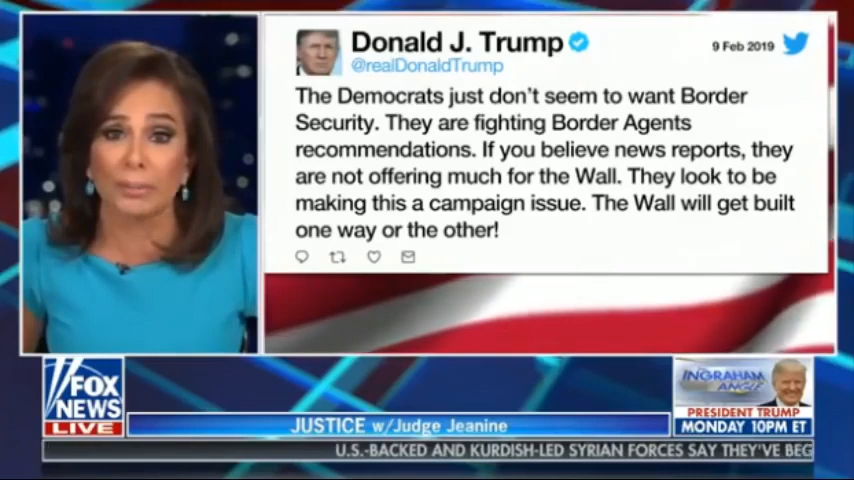 Donald J. Trump
9 Feb 2019
@realDonaldTrump
The Democrats just don't seem to want Border
Security. They are fighting Border Agents
recommendations. If you believe news reports, they
are not offering much for the Wall. They look to be
making this a campaign issue. The Wall will get built
one way or the other!
FOX
NEWS
LIVE
JUSTICE w/Judge Jeanine
INGRAHAM
ANGLE
PRESIDENT TRUMP
MONDAY 10PM ET
U.S.-BACKED AND KURDISH-LED SYRIAN FORCES SAY THEY'VE BEG